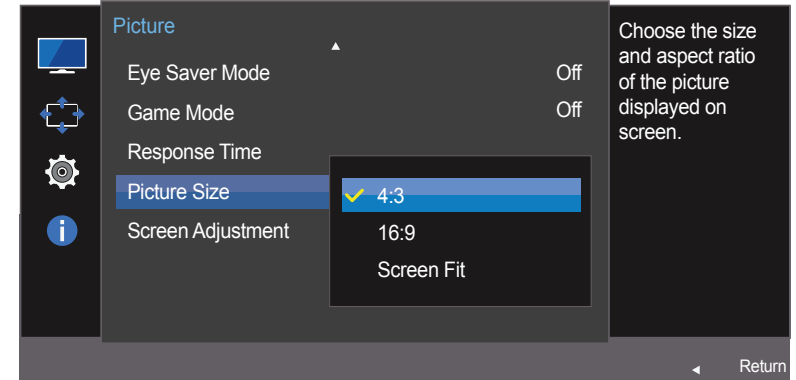 Picture
Eye Saver Mode Off
Game Mode Off
Response Time
Picture Size
Screen Adjustment
4:3
16:9
Screen Fit
Choose the size
and aspect ratio
of the picture
displayed on
screen.
Return